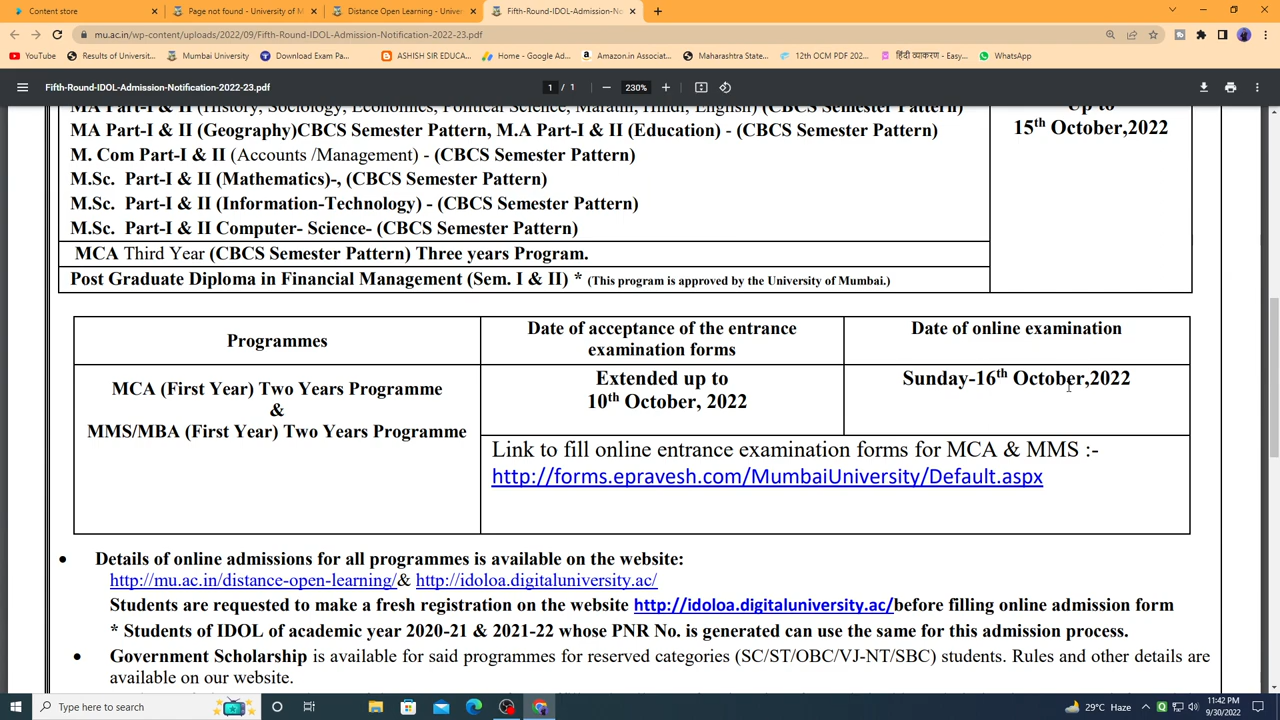 Content store
Page not found - University of M
Distance Open Learning - Univer
Fifth-Round-IDOL-Admission-No
mu.ac.in/wp-content/uploads/2022/09/Fifth-Round-IDOL-Admission-Notification-2022-23.pdf
YouTube
Results of Universit...
Mumbai University
Download Exam Pa...
ASHISH SIR EDUCA...
Home - Google Ads
Amazon.in Associat...
Maharashtra State...
12th OCM PDF 202...
हिंदी व्याकरण - Easy...
WhatsApp
Fifth-Round-IDOL-Admission-Notification-2022-23.pdf
1 / 1
230%
MA Part-I & II (History, Sociology, Economics, Political Science, Marathi, Hindi, English) (CBCS Semester Pattern)
Up to
MA Part-I & II (Geography)CBCS Semester Pattern, M.A Part-I & II (Education) - (CBCS Semester Pattern)
15th October,2022
M. Com Part-I & II (Accounts /Management) - (CBCS Semester Pattern)
M.Sc. Part-I & II (Mathematics)-, (CBCS Semester Pattern)
M.Sc. Part-I & II (Information-Technology) - (CBCS Semester Pattern)
M.Sc. Part-I & II Computer- Science- (CBCS Semester Pattern)
MCA Third Year (CBCS Semester Pattern) Three years Program.
Post Graduate Diploma in Financial Management (Sem. I & II) * (This program is approved by the University of Mumbai.)
Programmes
Date of acceptance of the entrance
examination forms
Date of online examination
MCA (First Year) Two Years Programme
&
MMS/MBA (First Year) Two Years Programme
Extended up to
10th October, 2022
Sunday-16th October,2022
Link to fill online entrance examination forms for MCA & MMS :-
http://forms.epravesh.com/MumbaiUniversity/Default.aspx
• Details of online admissions for all programmes is available on the website:
http://mu.ac.in/distance-open-learning/& http://idoloa.digitaluniversity.ac/
Students are requested to make a fresh registration on the website http://idoloa.digitaluniversity.ac/before filling online admission form
* Students of IDOL of academic year 2020-21 & 2021-22 whose PNR No. is generated can use the same for this admission process.
• Government Scholarship is available for said programmes for reserved categories (SC/ST/OBC/VJ-NT/SBC) students. Rules and other details are
available on our website.
Type here to search
29°C Haze
11:42 PM
9/30/2022